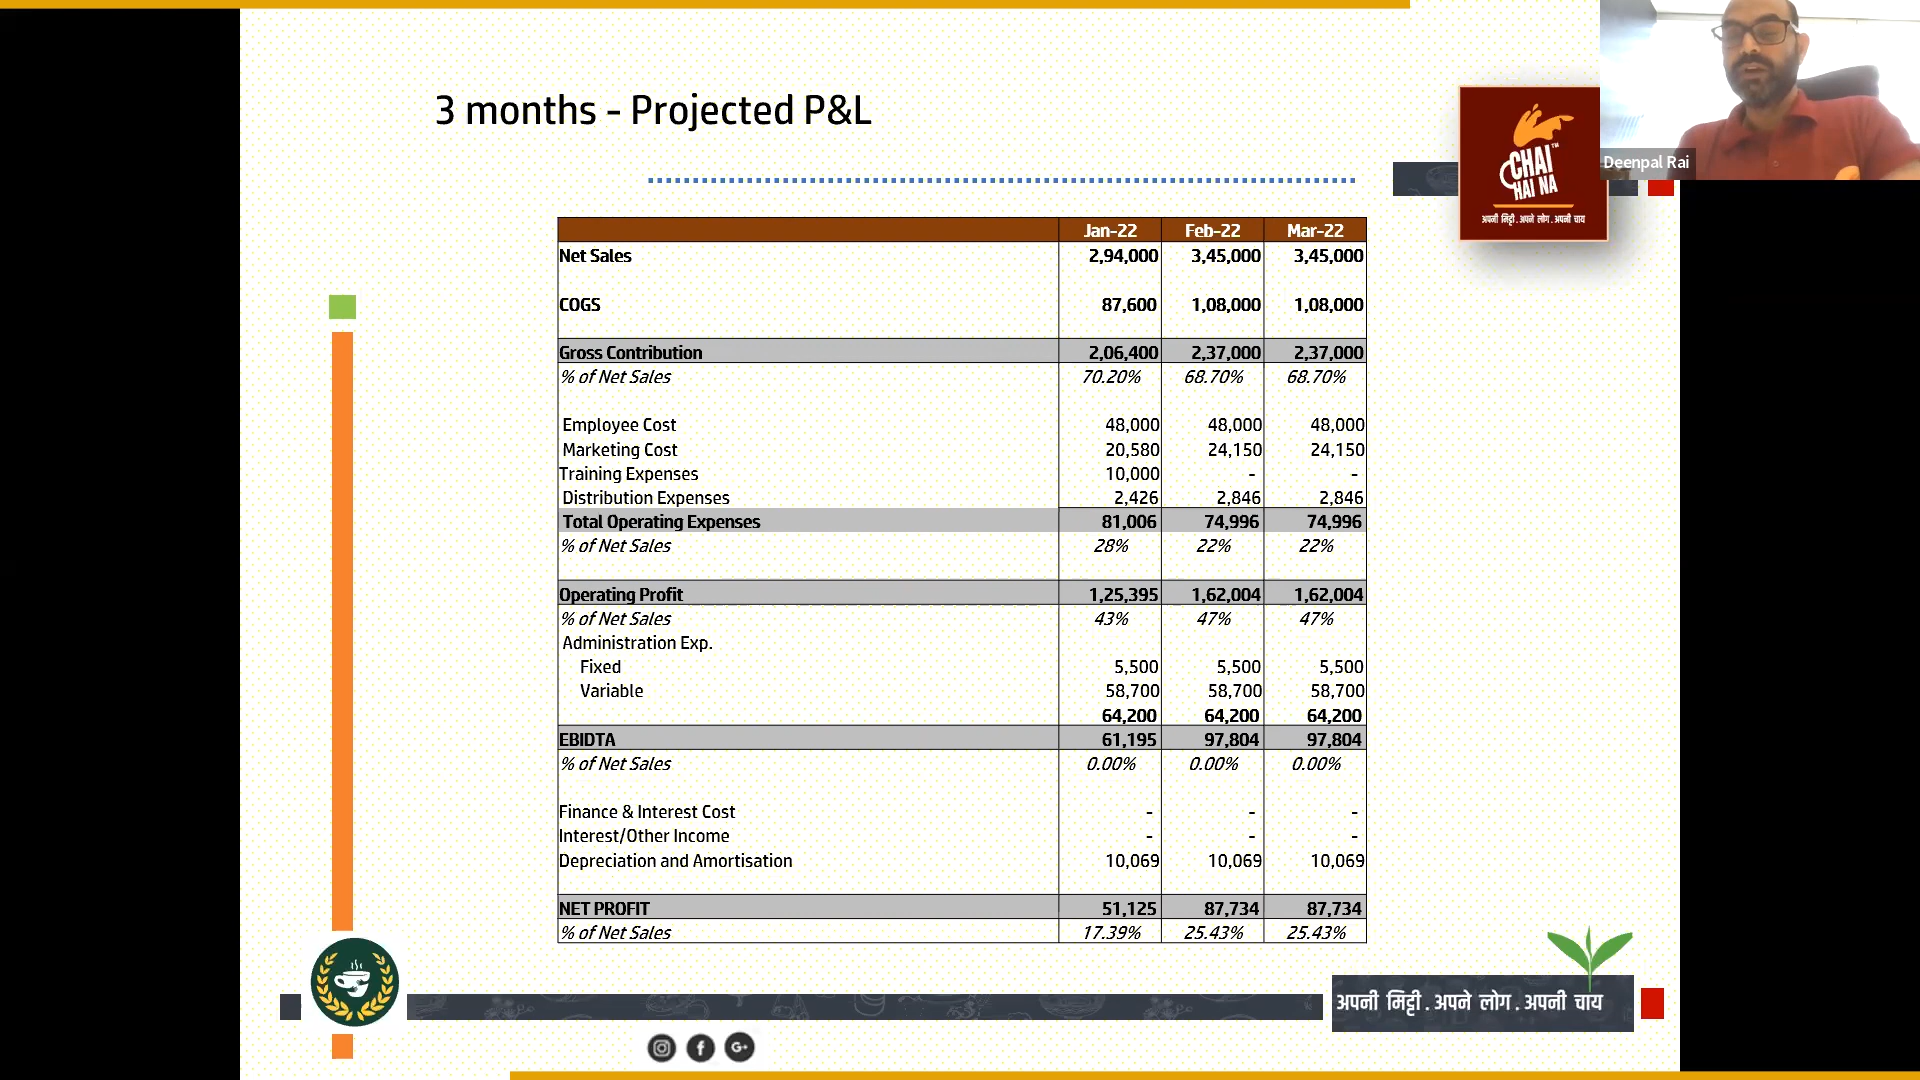 3 months - Projected P&L
Deenpal Rai
CHAI™
HAI NA
अपनी मिट्टी . अपने लोग . अपनी चाय
Jan-22 Feb-22 Mar-22
Net Sales 2,94,000 3,45,000 3,45,000
COGS 87,600 1,08,000 1,08,000
Gross Contribution 2,06,400 2,37,000 2,37,000
% of Net Sales 70.20% 68.70% 68.70%
Employee Cost 48,000 48,000 48,000
Marketing Cost 20,580 24,150 24,150
Training Expenses 10,000 - -
Distribution Expenses 2,426 2,846 2,846
Total Operating Expenses 81,006 74,996 74,996
% of Net Sales 28% 22% 22%
Operating Profit 1,25,395 1,62,004 1,62,004
% of Net Sales 43% 47% 47%
Administration Exp.
Fixed 5,500 5,500 5,500
Variable 58,700 58,700 58,700
64,200 64,200 64,200
EBIDTA 61,195 97,804 97,804
% of Net Sales 0.00% 0.00% 0.00%
Finance & Interest Cost - - -
Interest/Other Income - - -
Depreciation and Amortisation 10,069 10,069 10,069
NET PROFIT 51,125 87,734 87,734
% of Net Sales 17.39% 25.43% 25.43%
अपनी मिट्टी . अपने लोग . अपनी चाय
f G+